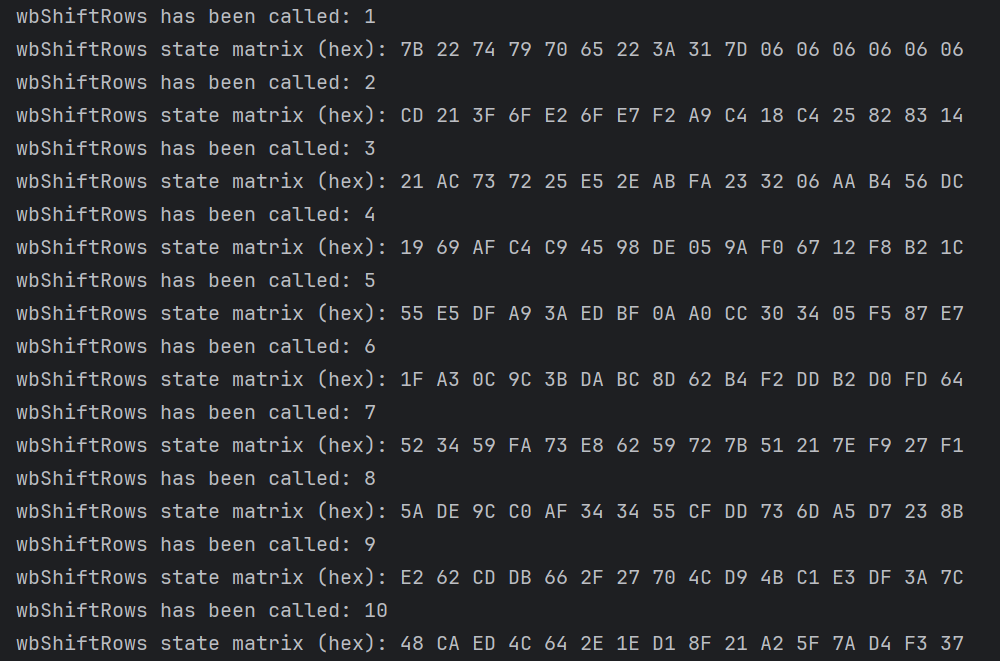 wbShiftRows has been called: 1
wbShiftRows state matrix (hex): 7B 22 74 79 70 65 22 3A 31 7D 06 06 06 06 06 06
wbShiftRows has been called: 2
wbShiftRows state matrix (hex): CD 21 3F 6F E2 6F E7 F2 A9 C4 18 C4 25 82 83 14
wbShiftRows has been called: 3
wbShiftRows state matrix (hex): 21 AC 73 72 25 E5 2E AB FA 23 32 06 AA B4 56 DC
wbShiftRows has been called: 4
wbShiftRows state matrix (hex): 19 69 AF C4 C9 45 98 DE 05 9A F0 67 12 F8 B2 1C
wbShiftRows has been called: 5
wbShiftRows state matrix (hex): 55 E5 DF A9 3A ED BF 0A A0 CC 30 34 05 F5 87 E7
wbShiftRows has been called: 6
wbShiftRows state matrix (hex): 1F A3 0C 9C 3B DA BC 8D 62 B4 F2 DD B2 D0 FD 64
wbShiftRows has been called: 7
wbShiftRows state matrix (hex): 52 34 59 FA 73 E8 62 59 72 7B 51 21 7E F9 27 F1
wbShiftRows has been called: 8
wbShiftRows state matrix (hex): 5A DE 9C C0 AF 34 34 55 CF DD 73 6D A5 D7 23 8B
wbShiftRows has been called: 9
wbShiftRows state matrix (hex): E2 62 CD DB 66 2F 27 70 4C D9 4B C1 E3 DF 3A 7C
wbShiftRows has been called: 10
wbShiftRows state matrix (hex): 48 CA ED 4C 64 2E 1E D1 8F 21 A2 5F 7A D4 F3 37